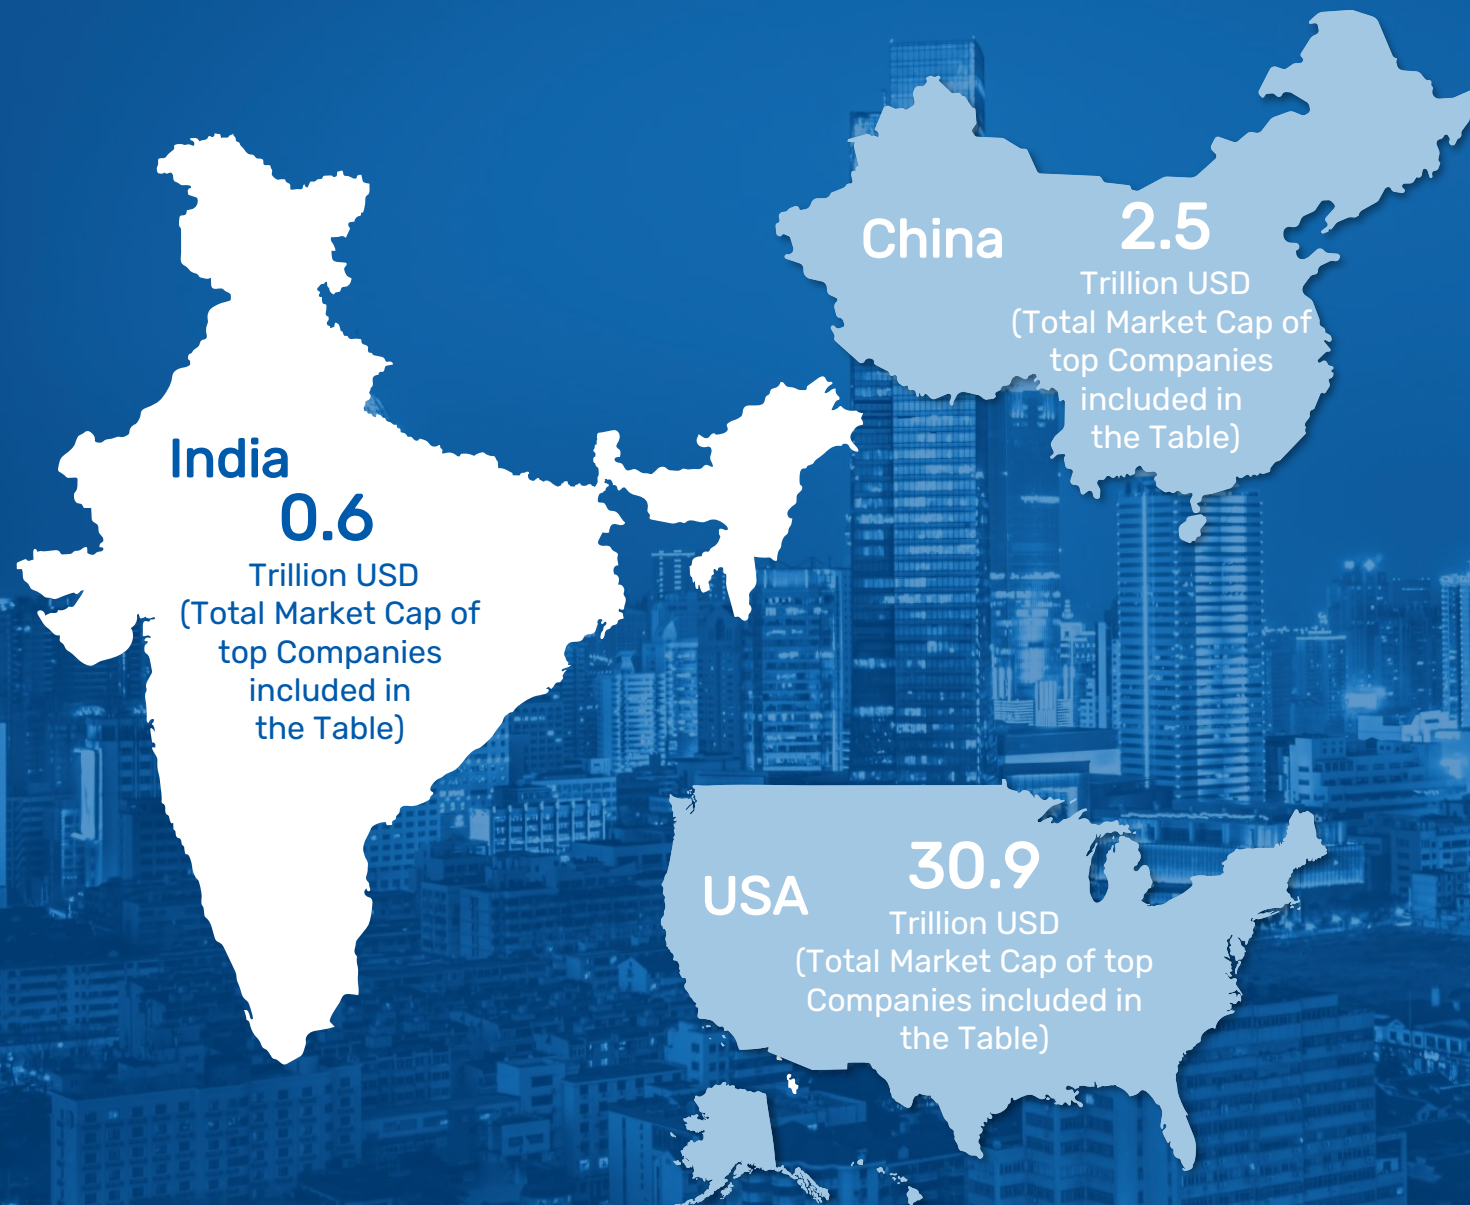 India
0.6
Trillion USD
(Total Market Cap of
top Companies
included in
the Table)
China
2.5
Trillion USD
(Total Market Cap of
top Companies
included in
the Table)
USA
30.9
Trillion USD
(Total Market Cap of top
Companies included in
the Table)